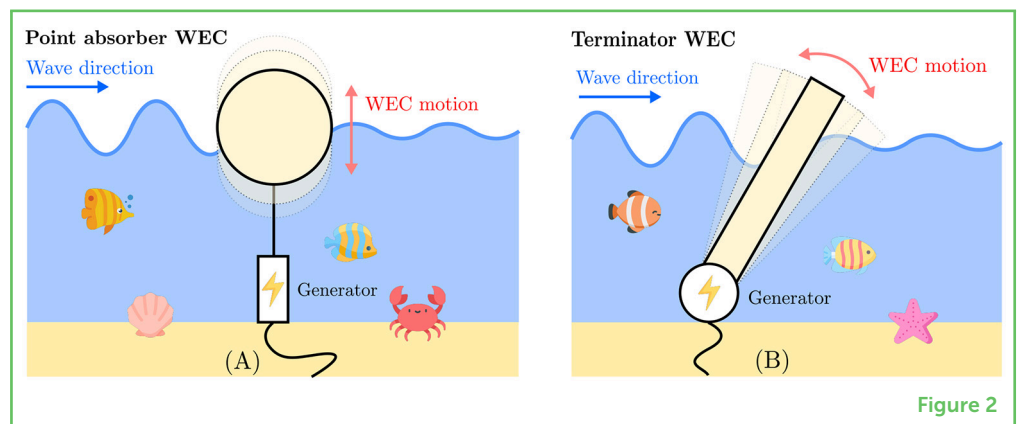 Point absorber WEC
Wave direction
WEC motion
Generator
(A)
Terminator WEC
Wave direction
WEC motion
Generator
(B)
Figure 2